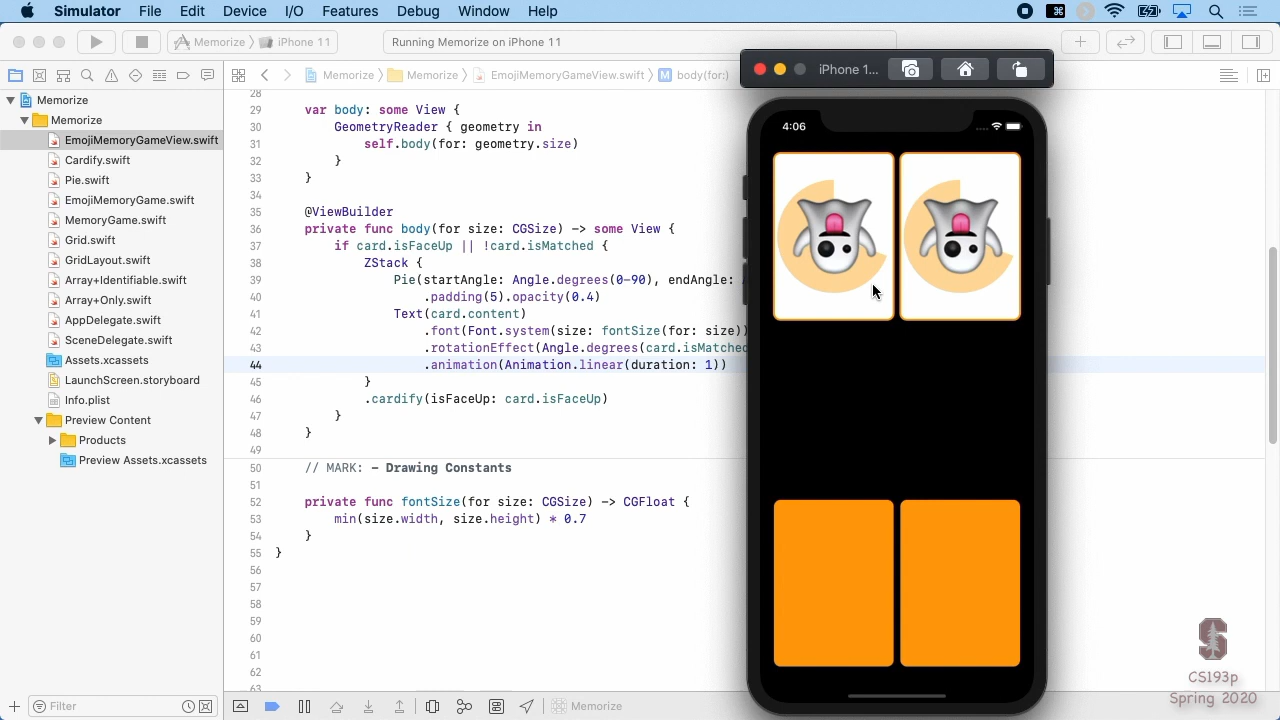 Simulator File Edit Device I/O Features Debug Window Help
Memorize iPhone 11 Running Memorize on iPhone 11
iPhone 1...
Memorize Memorize EmojiMemoryGameView.swift M body(for:)
Memorize
Memorize
EmojiMemoryGameView.swift
Cardify.swift
Pie.swift
EmojiMemoryGame.swift
MemoryGame.swift
Grid.swift
GridLayout.swift
Array+Identifiable.swift
Array+Only.swift
AppDelegate.swift
SceneDelegate.swift
Assets.xcassets
LaunchScreen.storyboard
Info.plist
Preview Content
Products
Preview Assets.xcassets
Filter
28
29 var body: some View {
30 GeometryReader { geometry in
31 self.body(for: geometry.size)
32 }
33 }
34
35 @ViewBuilder
36 private func body(for size: CGSize) -> some View {
37 if card.isFaceUp || !card.isMatched {
38 ZStack {
39 Pie(startAngle: Angle.degrees(0-90), endAngle:
40 .padding(5).opacity(0.4)
41 Text(card.content)
42 .font(Font.system(size: fontSize(for: size))
43 .rotationEffect(Angle.degrees(card.isMatched
44 .animation(Animation.linear(duration: 1))
45 }
46 .cardify(isFaceUp: card.isFaceUp)
47 }
48 }
49
50 // MARK: - Drawing Constants
51
52 private func fontSize(for size: CGSize) -> CGFloat {
53 min(size.width, size.height) * 0.7
54 }
55 }
56
57
58
59
60
61
62
63
Memorize
4:06
CS193p
Spring 2020